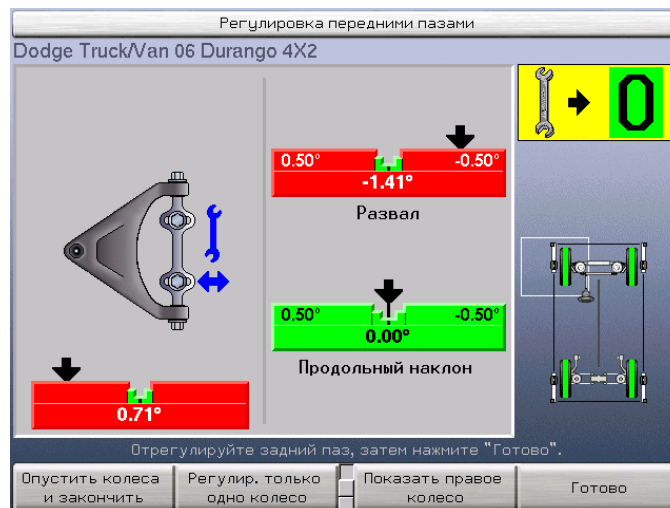 Регулировка передними пазами
Dodge Truck/Van 06 Durango 4X2
0
0.50° -0.50°
-1.41°
Развал
0.50° -0.50°
0.00°
Продольный наклон
0.71°
Отрегулируйте задний паз, затем нажмите "Готово".
Опустить колеса
и закончить
Регулир. только
одно колесо
Показать правое
колесо
Готово